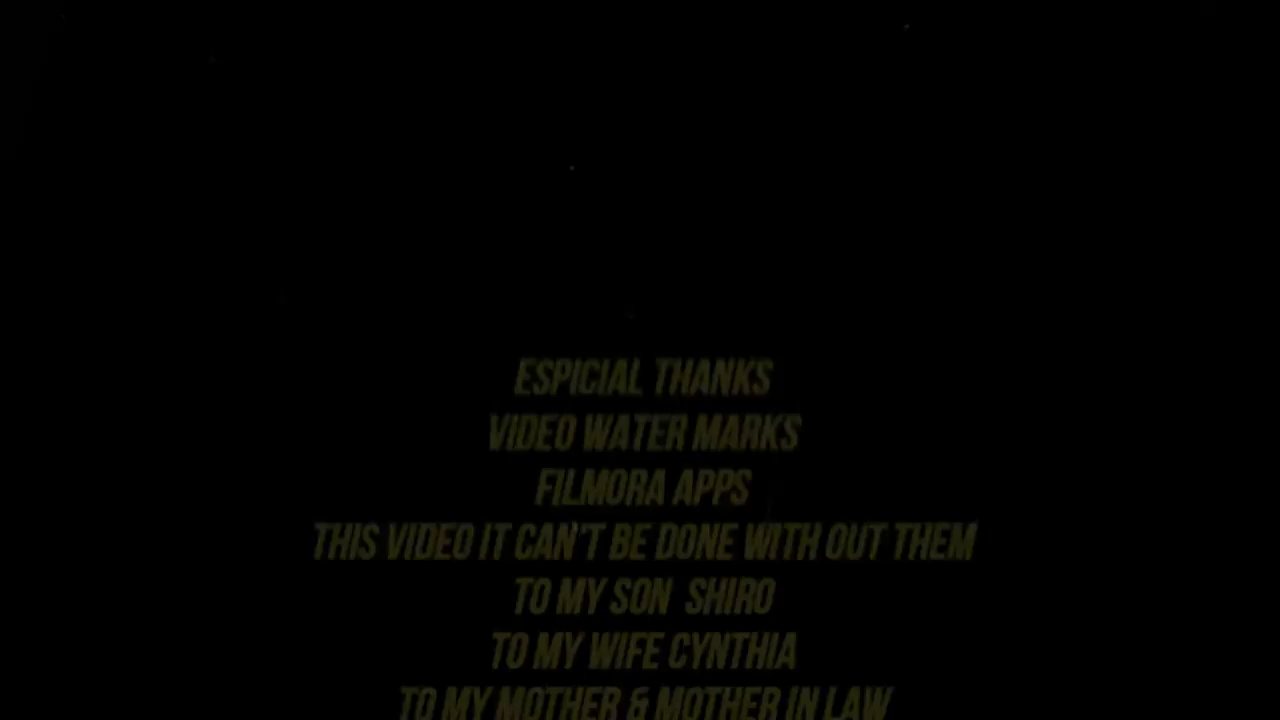 ESPICIAL THANKS
VIDEO WATER MARKS
FILMORA APPS
THIS VIDEO IT CAN'T BE DONE WITH OUT THEM
TO MY SON SHIRO
TO MY WIFE CYNTHIA
TO MY MOTHER & MOTHER IN LAW